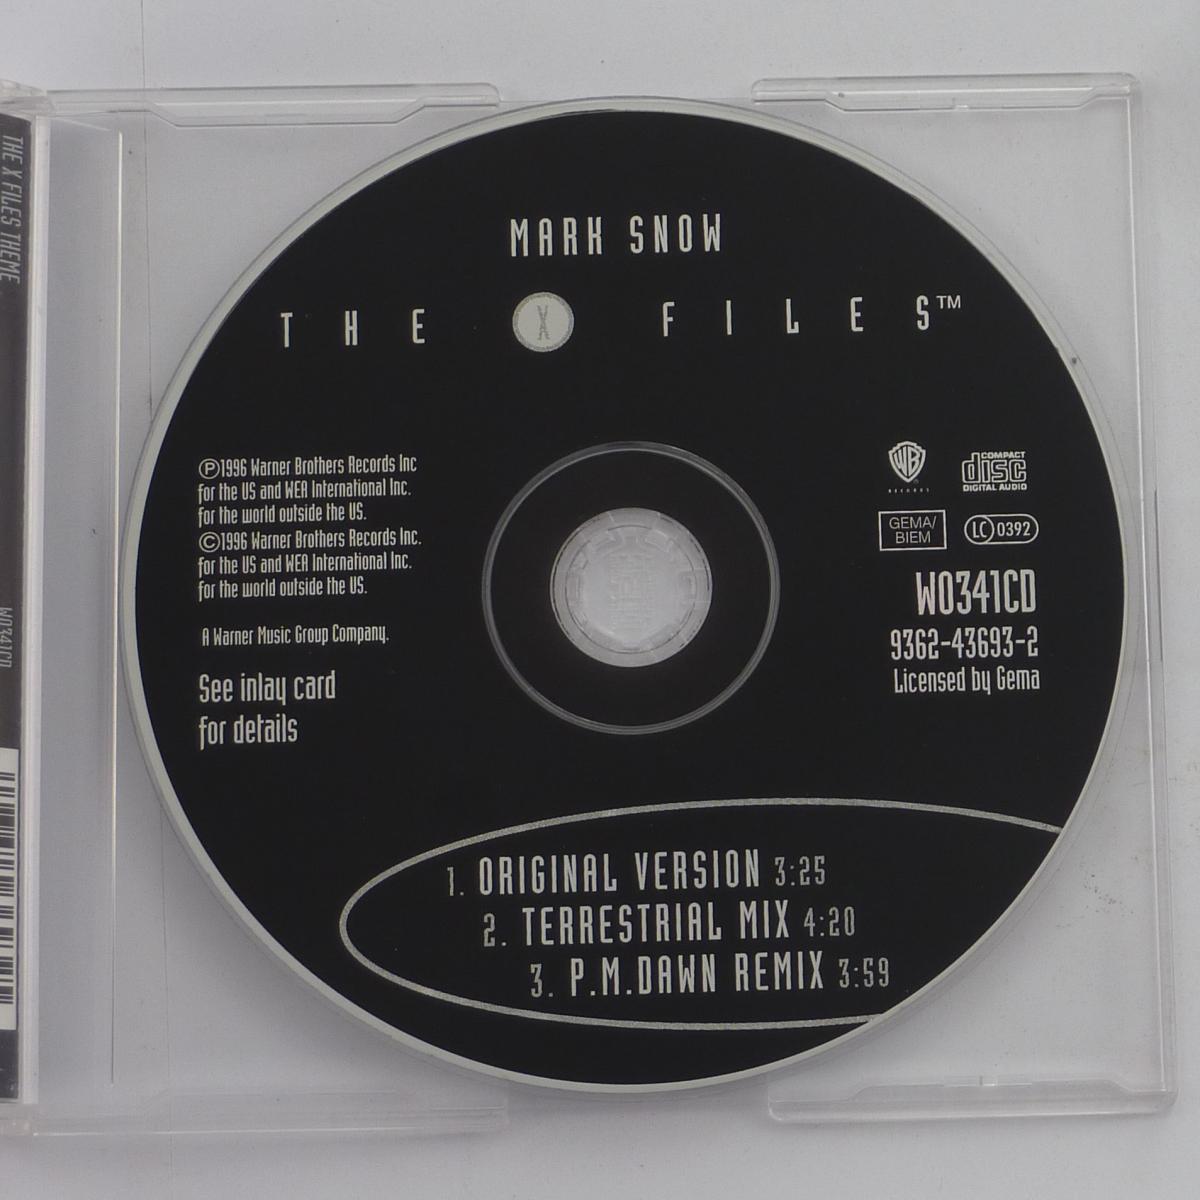 MARK SNOW
THE X FILES™
℗1996 Warner Brothers Records Inc
for the US and WEA International Inc.
for the world outside the US.
©1996 Warner Brothers Records Inc.
for the US and WEA International Inc.
for the world outside the US.
A Warner Music Group Company.
See inlay card
for details
WB
RECORDS
COMPACT
disc
DIGITAL AUDIO
GEMA/
BIEM
LC 0392
W0341CD
9362-43693-2
Licensed by Gema
1. ORIGINAL VERSION 3:25
2. TERRESTRIAL MIX 4:20
3. P.M.DAWN REMIX 3:59
THE X FILES THEME
W0341CD